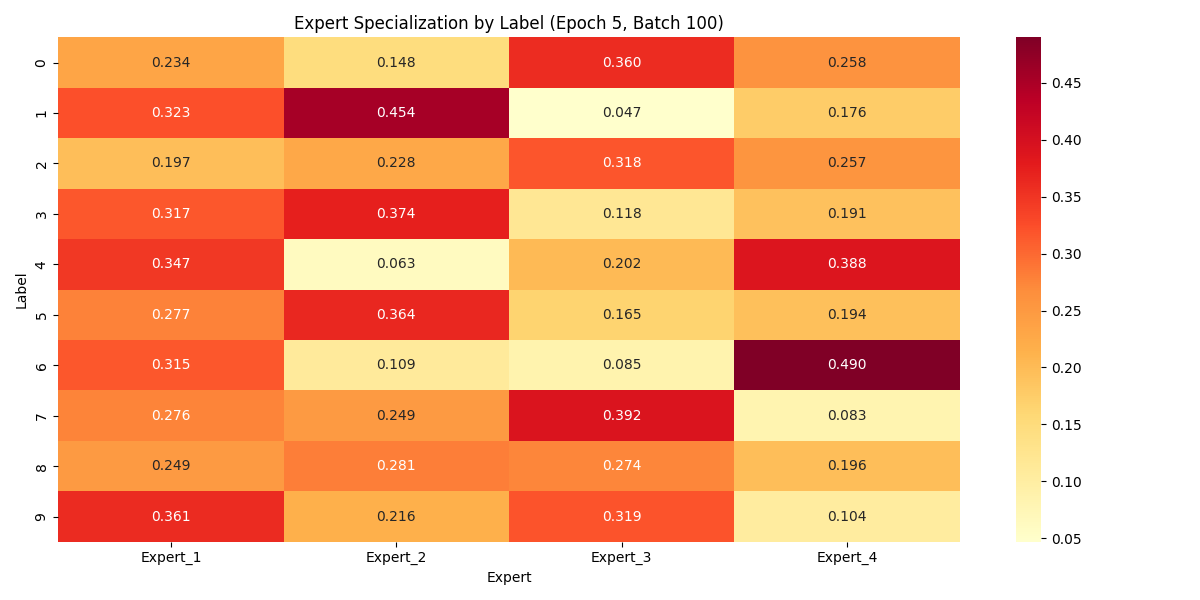 Expert Specialization by Label (Epoch 5, Batch 100)
0 0.234 0.148 0.360 0.258
1 0.323 0.454 0.047 0.176
2 0.197 0.228 0.318 0.257
3 0.317 0.374 0.118 0.191
4 0.347 0.063 0.202 0.388
5 0.277 0.364 0.165 0.194
6 0.315 0.109 0.085 0.490
7 0.276 0.249 0.392 0.083
8 0.249 0.281 0.274 0.196
9 0.361 0.216 0.319 0.104
Label
Expert_1 Expert_2 Expert_3 Expert_4
Expert
0.45
0.40
0.35
0.30
0.25
0.20
0.15
0.10
0.05